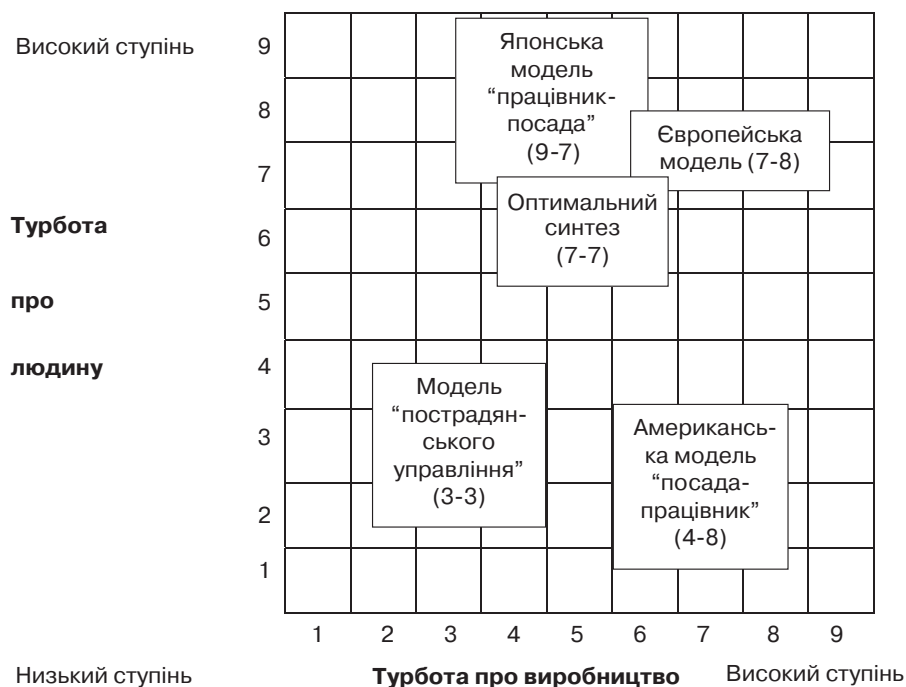 Високий ступінь
9
Японська
модель
“працівник-
посада”
(9-7)
8
Європейська
модель (7-8)
7
Оптимальний
синтез
(7-7)
Турбота
6
про
5
людину
4
Модель
“пострадян-
ського
управління”
(3-3)
Американсь-
ка модель
“посада-
працівник”
(4-8)
3
2
1
1 2 3 4 5 6 7 8 9
Низький ступінь
Турбота про виробництво
Високий ступінь